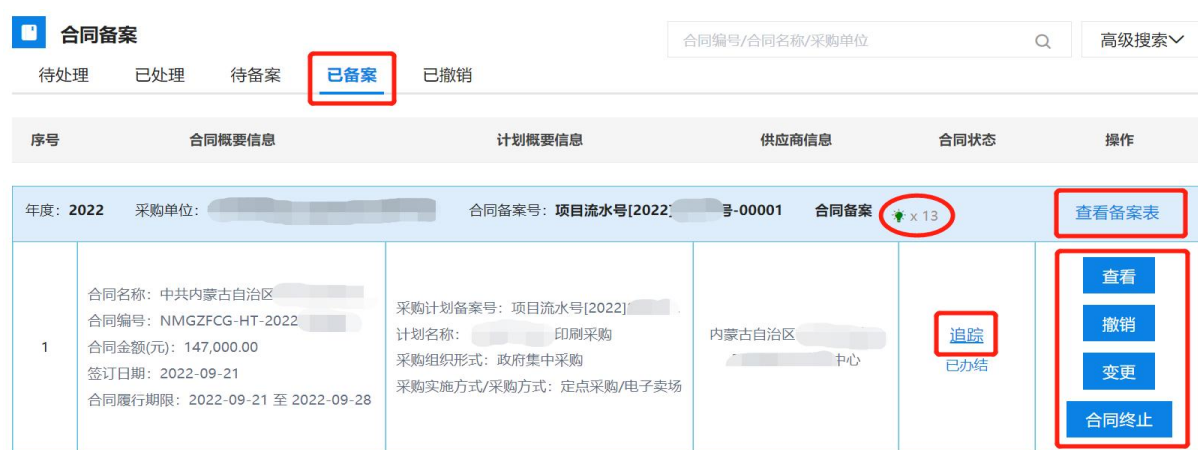 合同备案
合同编号/合同名称/采购单位
高级搜索
待处理 已处理 待备案 已备案 已撤销
序号 合同概要信息 计划概要信息 供应商信息 合同状态 操作
年度：2022 采购单位： 合同备案号：项目流水号[2022] 号-00001 合同备案 x 13 查看备案表
1
合同名称：中共内蒙古自治区
合同编号：NMGZFCG-HT-2022
合同金额(元)：147,000.00
签订日期：2022-09-21
合同履行期限：2022-09-21 至 2022-09-28
采购计划备案号：项目流水号[2022]
计划名称： 印刷采购
采购组织形式：政府集中采购
采购实施方式/采购方式：定点采购/电子卖场
内蒙古自治区
中心
追踪
已办结
查看
撤销
变更
合同终止